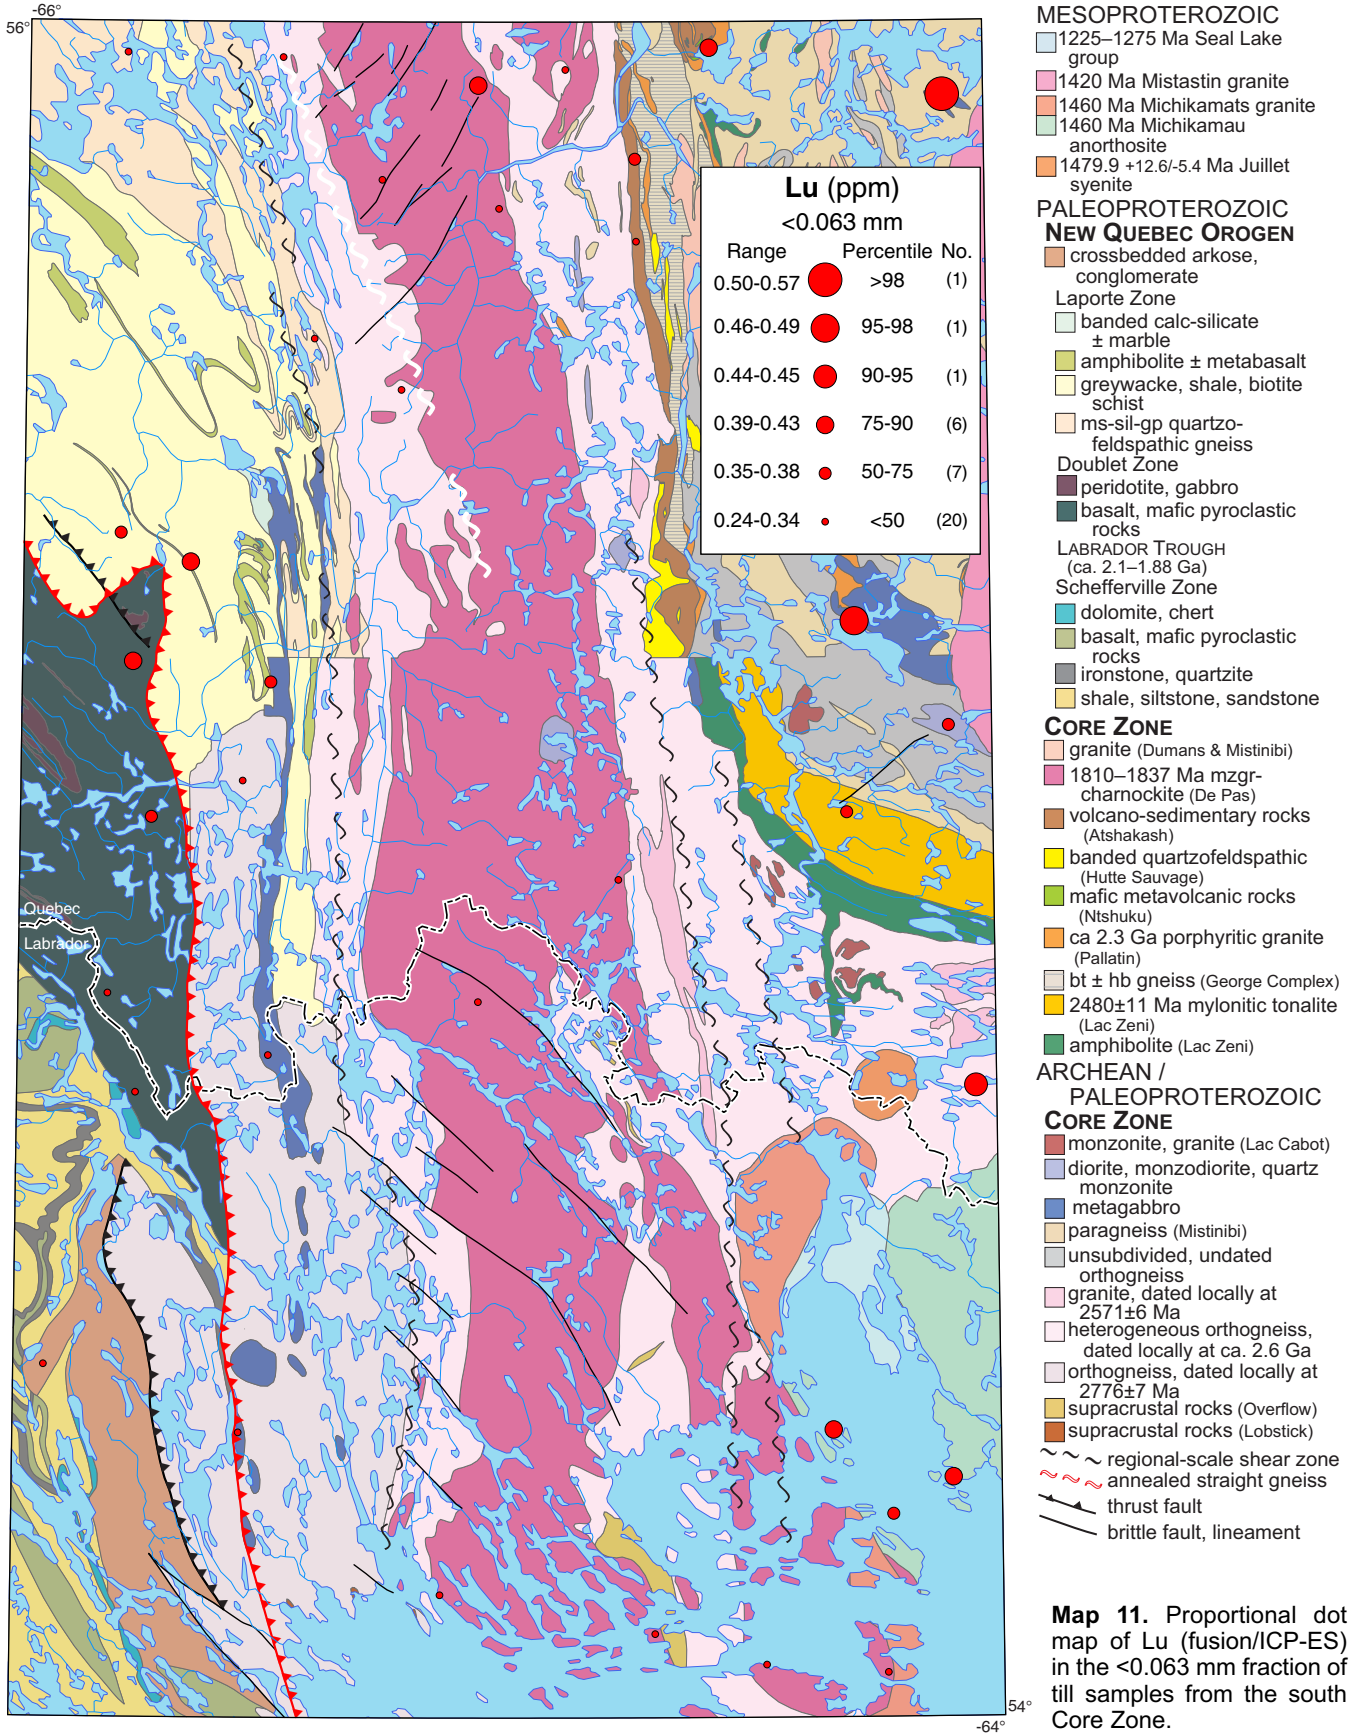 -66°
56°
Lu (ppm)
<0.063 mm
Range Percentile No.
0.50-0.57 >98 (1)
0.46-0.49 95-98 (1)
0.44-0.45 90-95 (1)
0.39-0.43 75-90 (6)
0.35-0.38 50-75 (7)
0.24-0.34 <50 (20)
Quebec
Labrador
54°
-64°
MESOPROTEROZOIC
1225–1275 Ma Seal Lake
group
1420 Ma Mistastin granite
1460 Ma Michikamats granite
1460 Ma Michikamau
anorthosite
1479.9 +12.6/-5.4 Ma Juillet
syenite
PALEOPROTEROZOIC
NEW QUEBEC OROGEN
crossbedded arkose,
conglomerate
Laporte Zone
banded calc-silicate
± marble
amphibolite ± metabasalt
greywacke, shale, biotite
schist
ms-sil-gp quartzo-
feldspathic gneiss
Doublet Zone
peridotite, gabbro
basalt, mafic pyroclastic
rocks
LABRADOR TROUGH
(ca. 2.1–1.88 Ga)
Schefferville Zone
dolomite, chert
basalt, mafic pyroclastic
rocks
ironstone, quartzite
shale, siltstone, sandstone
CORE ZONE
granite (Dumans & Mistinibi)
1810–1837 Ma mzgr-
charnockite (De Pas)
volcano-sedimentary rocks
(Atshakash)
banded quartzofeldspathic
(Hutte Sauvage)
mafic metavolcanic rocks
(Ntshuku)
ca 2.3 Ga porphyritic granite
(Pallatin)
bt ± hb gneiss (George Complex)
2480±11 Ma mylonitic tonalite
(Lac Zeni)
amphibolite (Lac Zeni)
ARCHEAN /
PALEOPROTEROZOIC
CORE ZONE
monzonite, granite (Lac Cabot)
diorite, monzodiorite, quartz
monzonite
metagabbro
paragneiss (Mistinibi)
unsubdivided, undated
orthogneiss
granite, dated locally at
2571±6 Ma
heterogeneous orthogneiss,
dated locally at ca. 2.6 Ga
orthogneiss, dated locally at
2776±7 Ma
supracrustal rocks (Overflow)
supracrustal rocks (Lobstick)
regional-scale shear zone
annealed straight gneiss
thrust fault
brittle fault, lineament
Map 11. Proportional dot
map of Lu (fusion/ICP-ES)
in the <0.063 mm fraction of
till samples from the south
Core Zone.